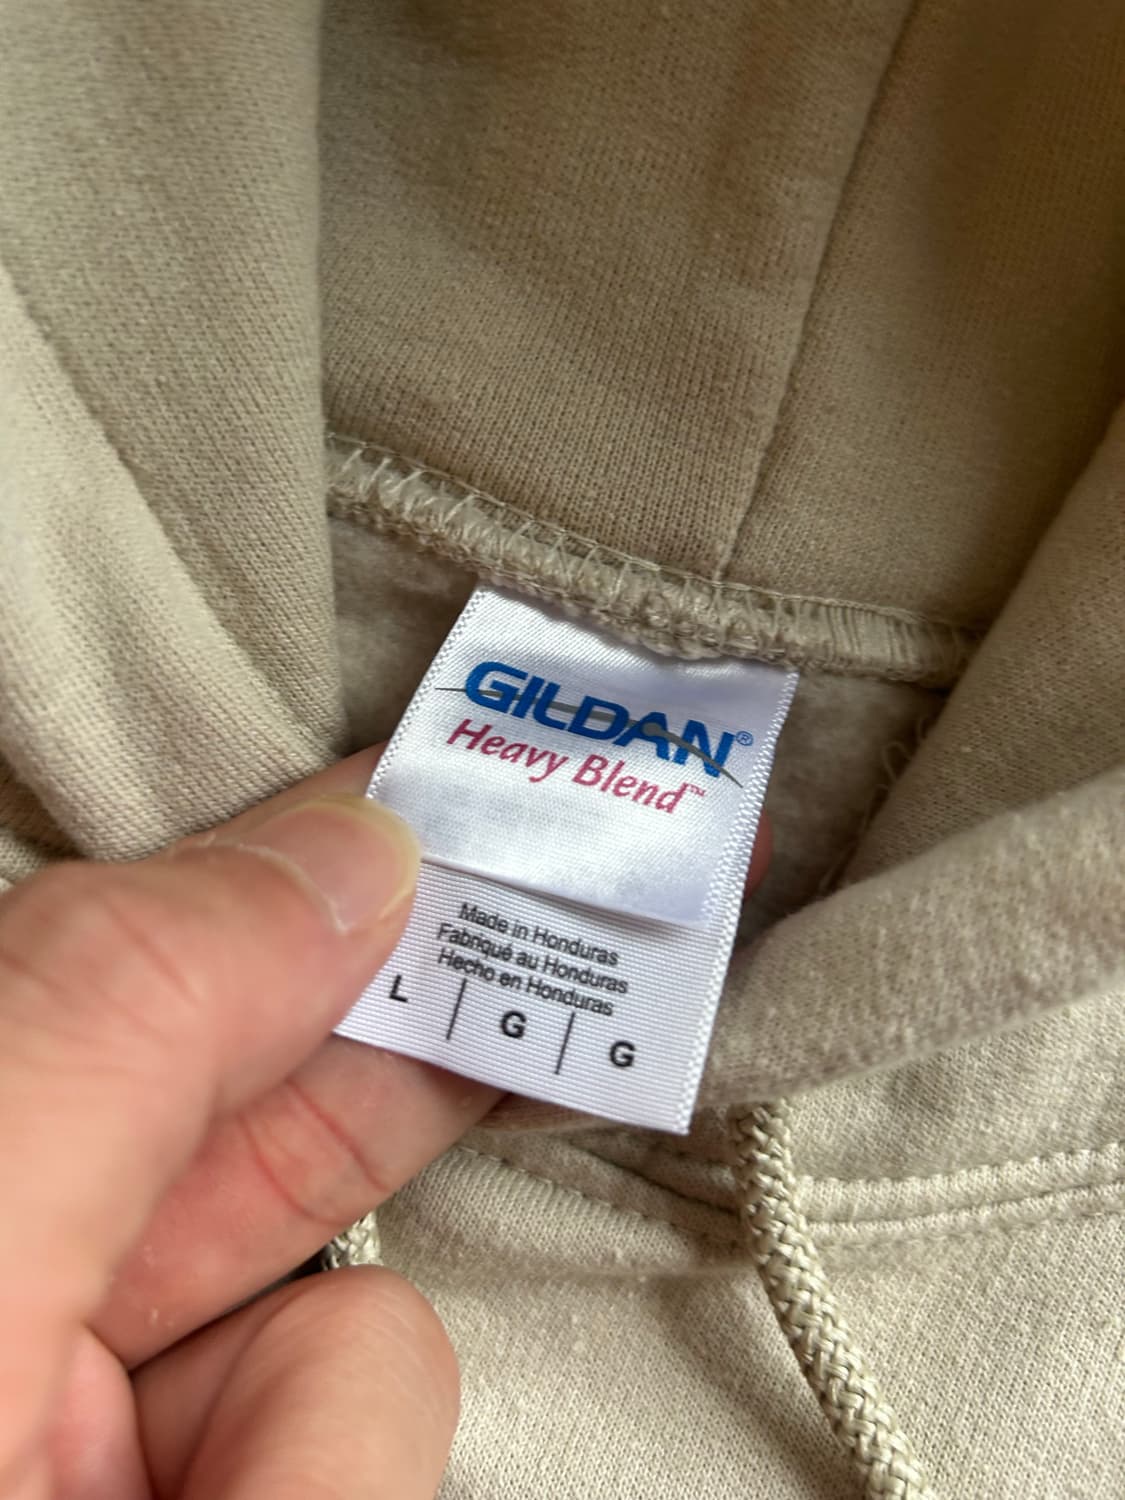 GILDAN®
Heavy Blend™
Made in Honduras
Fabriqué au Honduras
Hecho en Honduras
L | G | G